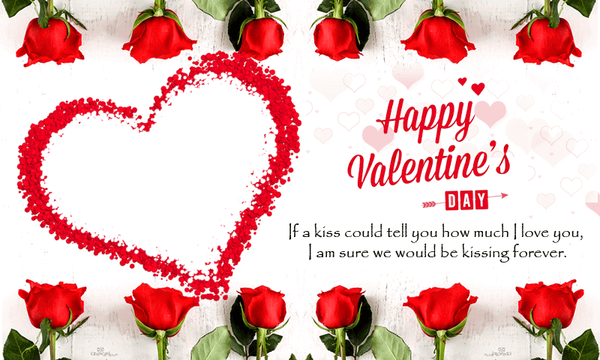 Happy
Valentine's
DAY
If a kiss could tell you how much I love you,
I am sure we would be kissing forever.